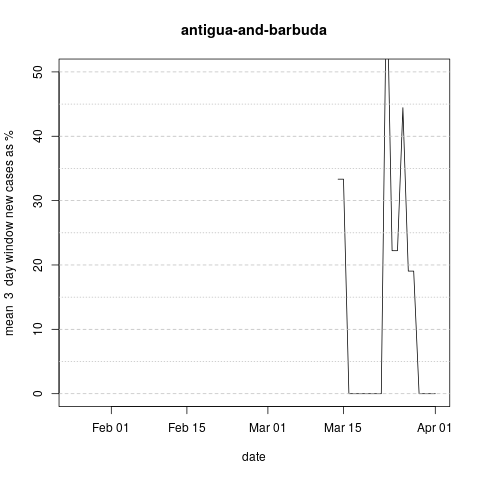 antigua-and-barbuda
mean 3 day window new cases as %
50
40
30
20
10
0
Feb 01 Feb 15 Mar 01 Mar 15 Apr 01
date